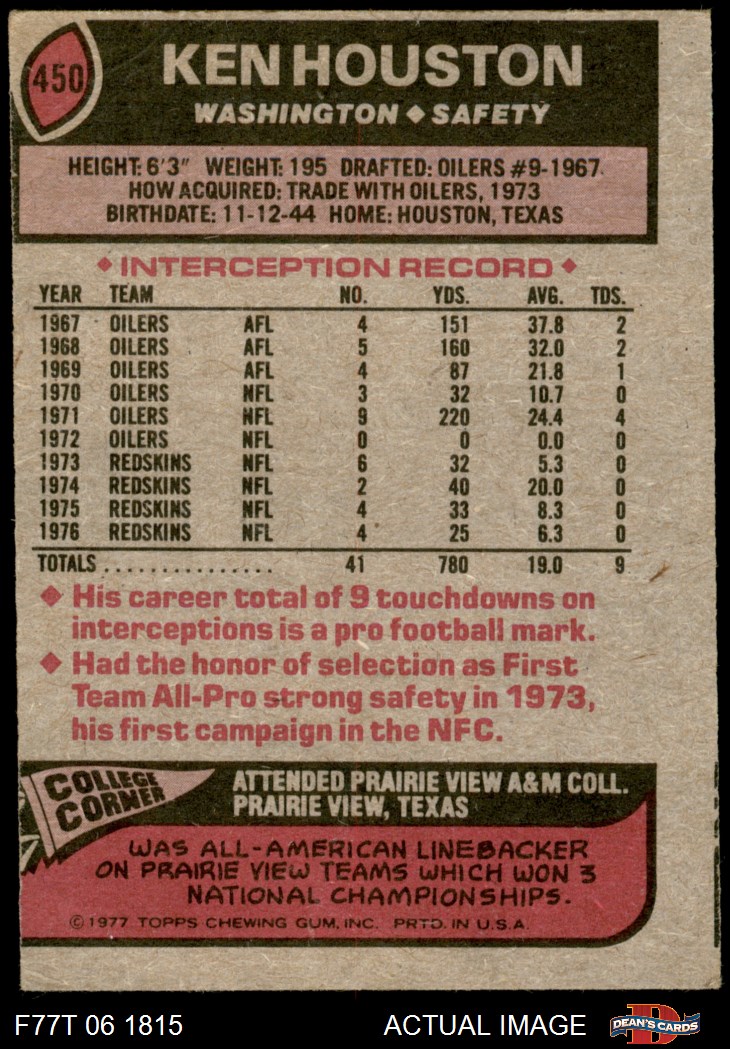 450
KEN HOUSTON
WASHINGTON ◆ SAFETY
HEIGHT: 6'3" WEIGHT: 195 DRAFTED: OILERS #9-1967
HOW ACQUIRED: TRADE WITH OILERS, 1973
BIRTHDATE: 11-12-44 HOME: HOUSTON, TEXAS
◆ INTERCEPTION RECORD ◆
YEAR TEAM NO. YDS. AVG. TDS.
1967 OILERS AFL 4 151 37.8 2
1968 OILERS AFL 5 160 32.0 2
1969 OILERS AFL 4 87 21.8 1
1970 OILERS NFL 3 32 10.7 0
1971 OILERS NFL 9 220 24.4 4
1972 OILERS NFL 0 0 0.0 0
1973 REDSKINS NFL 6 32 5.3 0
1974 REDSKINS NFL 2 40 20.0 0
1975 REDSKINS NFL 4 33 8.3 0
1976 REDSKINS NFL 4 25 6.3 0
TOTALS............... 41 780 19.0 9
◆ His career total of 9 touchdowns on
interceptions is a pro football mark.
◆ Had the honor of selection as First
Team All-Pro strong safety in 1973,
his first campaign in the NFC.
COLLEGE
CORNER
ATTENDED PRAIRIE VIEW A&M COLL.
PRAIRIE VIEW, TEXAS
WAS ALL-AMERICAN LINEBACKER
ON PRAIRIE VIEW TEAMS WHICH WON 3
NATIONAL CHAMPIONSHIPS.
© 1977 TOPPS CHEWING GUM, INC. PRTD. IN U.S.A.
F77T 06 1815 ACTUAL IMAGE DEAN'S CARDS